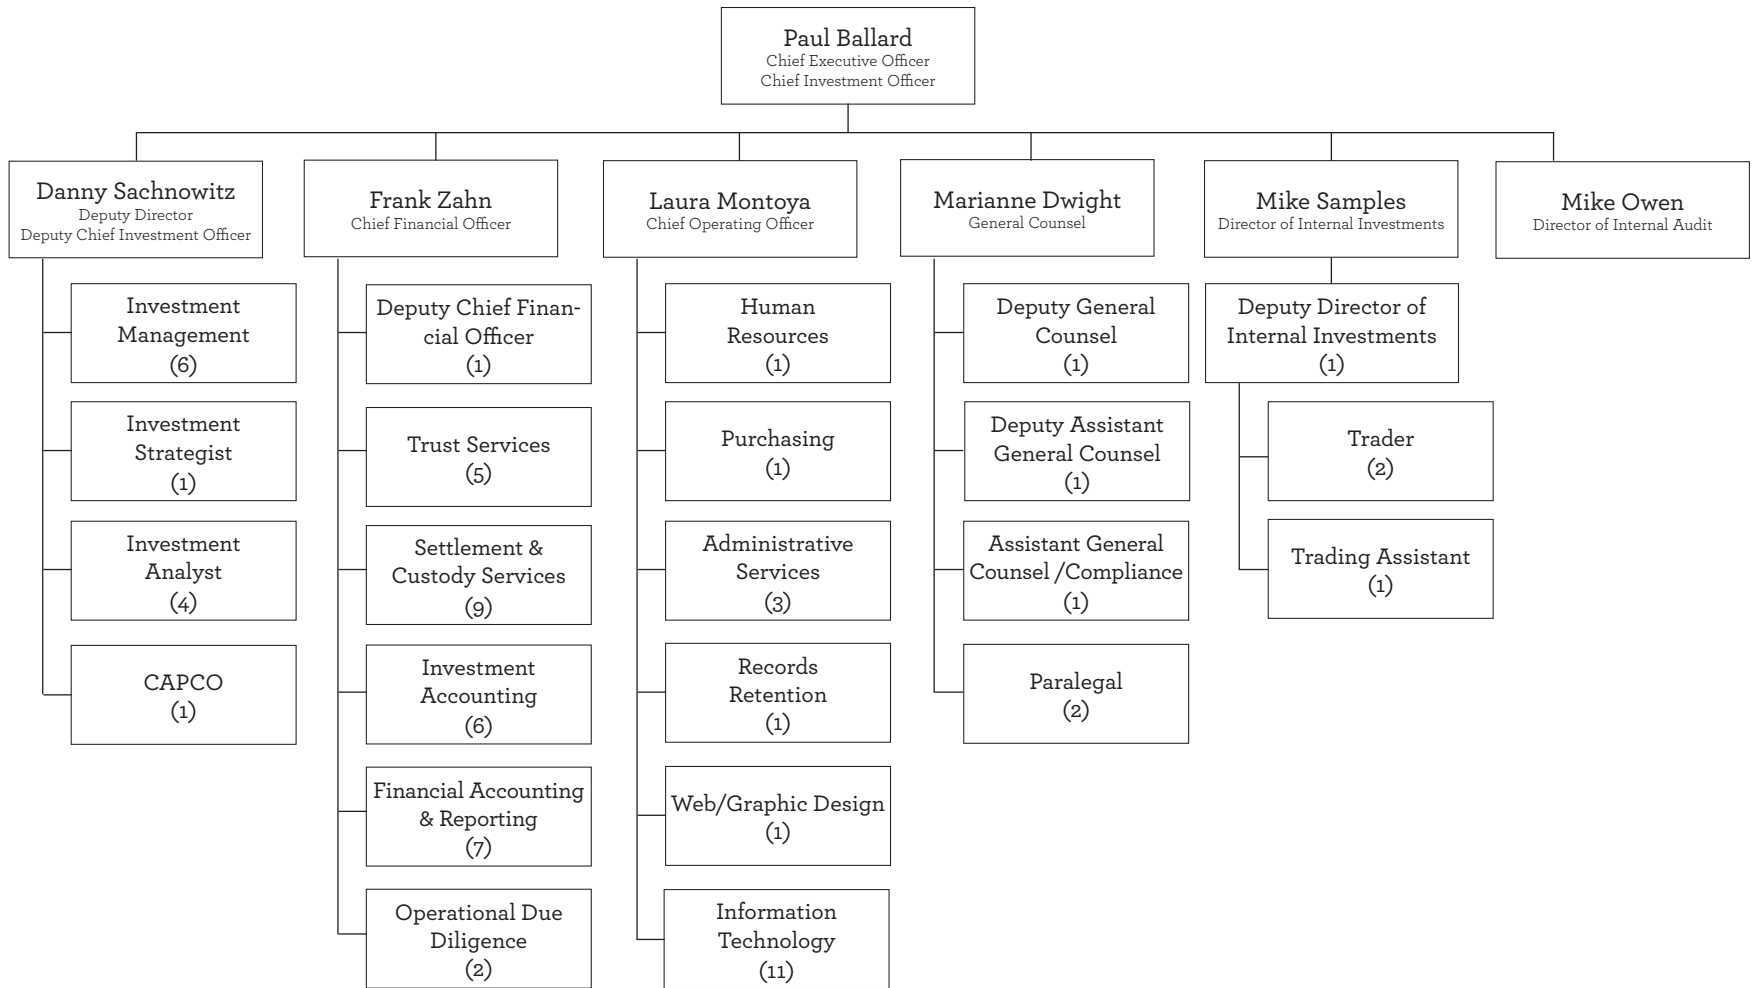 Paul Ballard
Chief Executive Officer
Chief Investment Officer
Danny Sachnowitz
Deputy Director
Deputy Chief Investment Officer
Investment
Management
(6)
Investment
Strategist
(1)
Investment
Analyst
(4)
CAPCO
(1)
Frank Zahn
Chief Financial Officer
Deputy Chief Finan-
cial Officer
(1)
Trust Services
(5)
Settlement &
Custody Services
(9)
Investment
Accounting
(6)
Financial Accounting
& Reporting
(7)
Operational Due
Diligence
(2)
Laura Montoya
Chief Operating Officer
Human
Resources
(1)
Purchasing
(1)
Administrative
Services
(3)
Records
Retention
(1)
Web/Graphic Design
(1)
Information
Technology
(11)
Marianne Dwight
General Counsel
Deputy General
Counsel
(1)
Deputy Assistant
General Counsel
(1)
Assistant General
Counsel /Compliance
(1)
Paralegal
(2)
Mike Samples
Director of Internal Investments
Deputy Director of
Internal Investments
(1)
Trader
(2)
Trading Assistant
(1)
Mike Owen
Director of Internal Audit